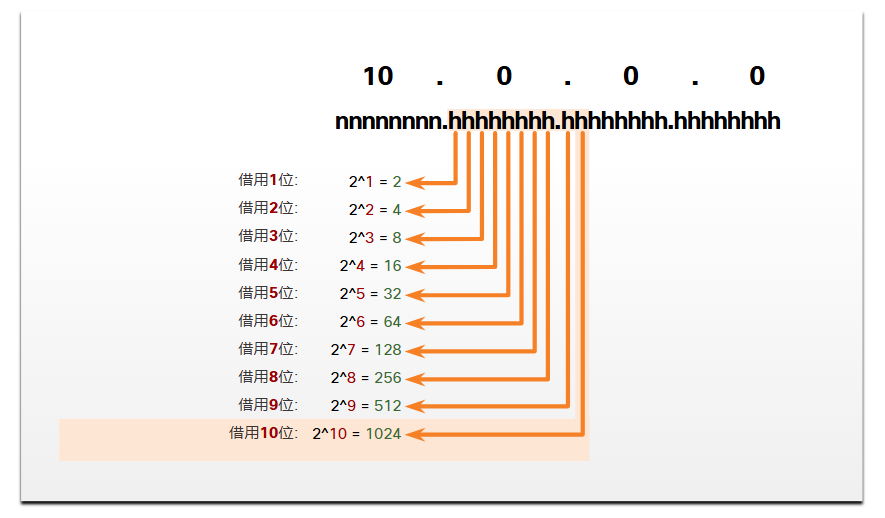 10 . 0 . 0 . 0
nnnnnnnn.hhhhhhhh.hhhhhhhh.hhhhhhhh
借用1位: 2^1 = 2
借用2位: 2^2 = 4
借用3位: 2^3 = 8
借用4位: 2^4 = 16
借用5位: 2^5 = 32
借用6位: 2^6 = 64
借用7位: 2^7 = 128
借用8位: 2^8 = 256
借用9位: 2^9 = 512
借用10位: 2^10 = 1024